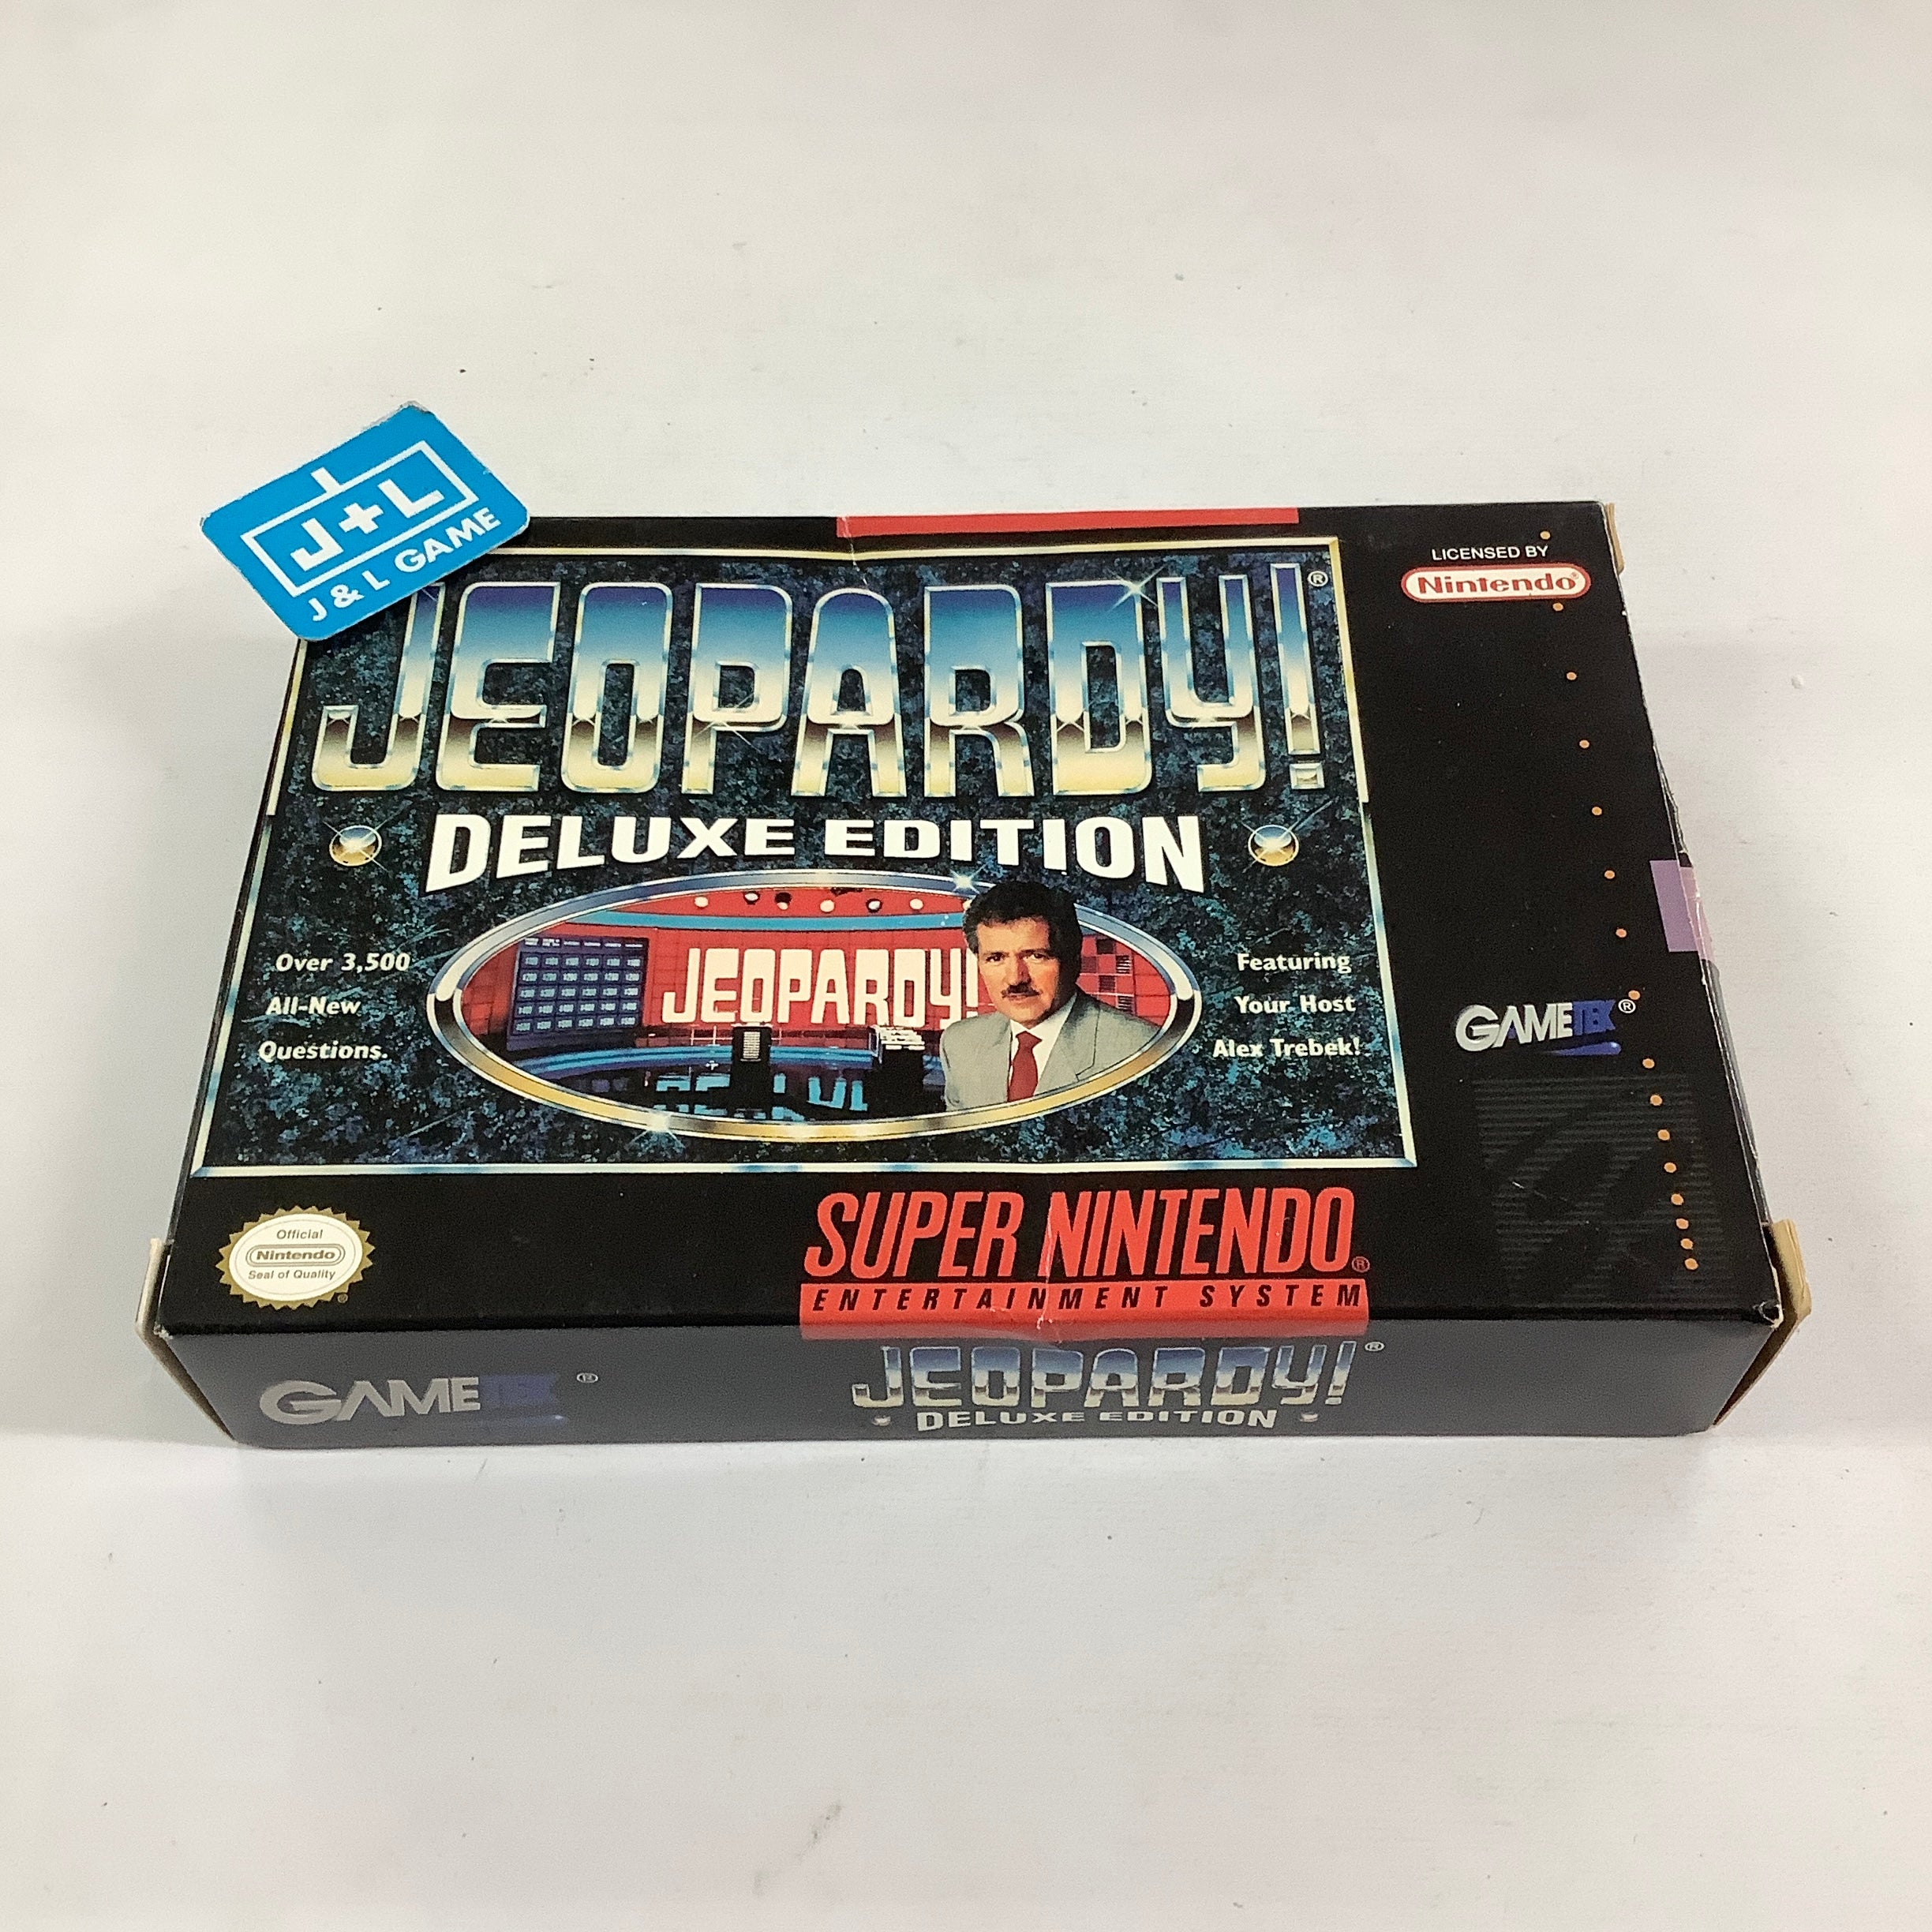 J+L
J & L GAME
JEOPARDY!®
DELUXE EDITION
LICENSED BY
Nintendo®
Over 3,500
All-New
Questions.
JEOPARDY!
Featuring
Your Host
Alex Trebek!
GAMETEK®
Official
Nintendo
Seal of Quality
SUPER NINTENDO®
ENTERTAINMENT SYSTEM
GAMETEK®
JEOPARDY!®
DELUXE EDITION